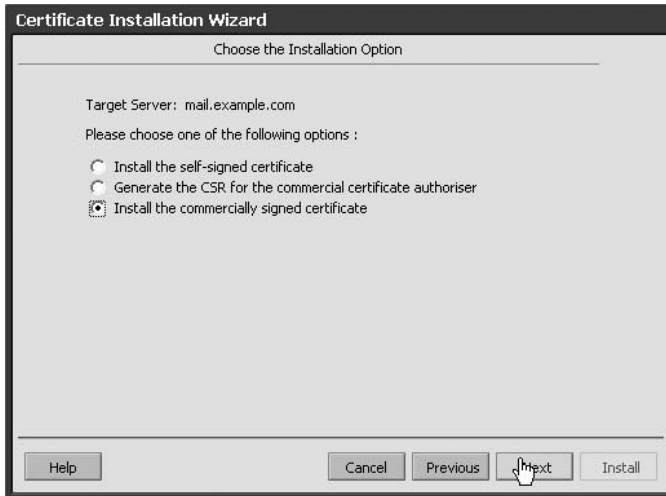 Certificate Installation Wizard
Choose the Installation Option
Target Server: mail.example.com
Please choose one of the following options :
Install the self-signed certificate
Generate the CSR for the commercial certificate authoriser
Install the commercially signed certificate
Help
Cancel
Previous
Next
Install